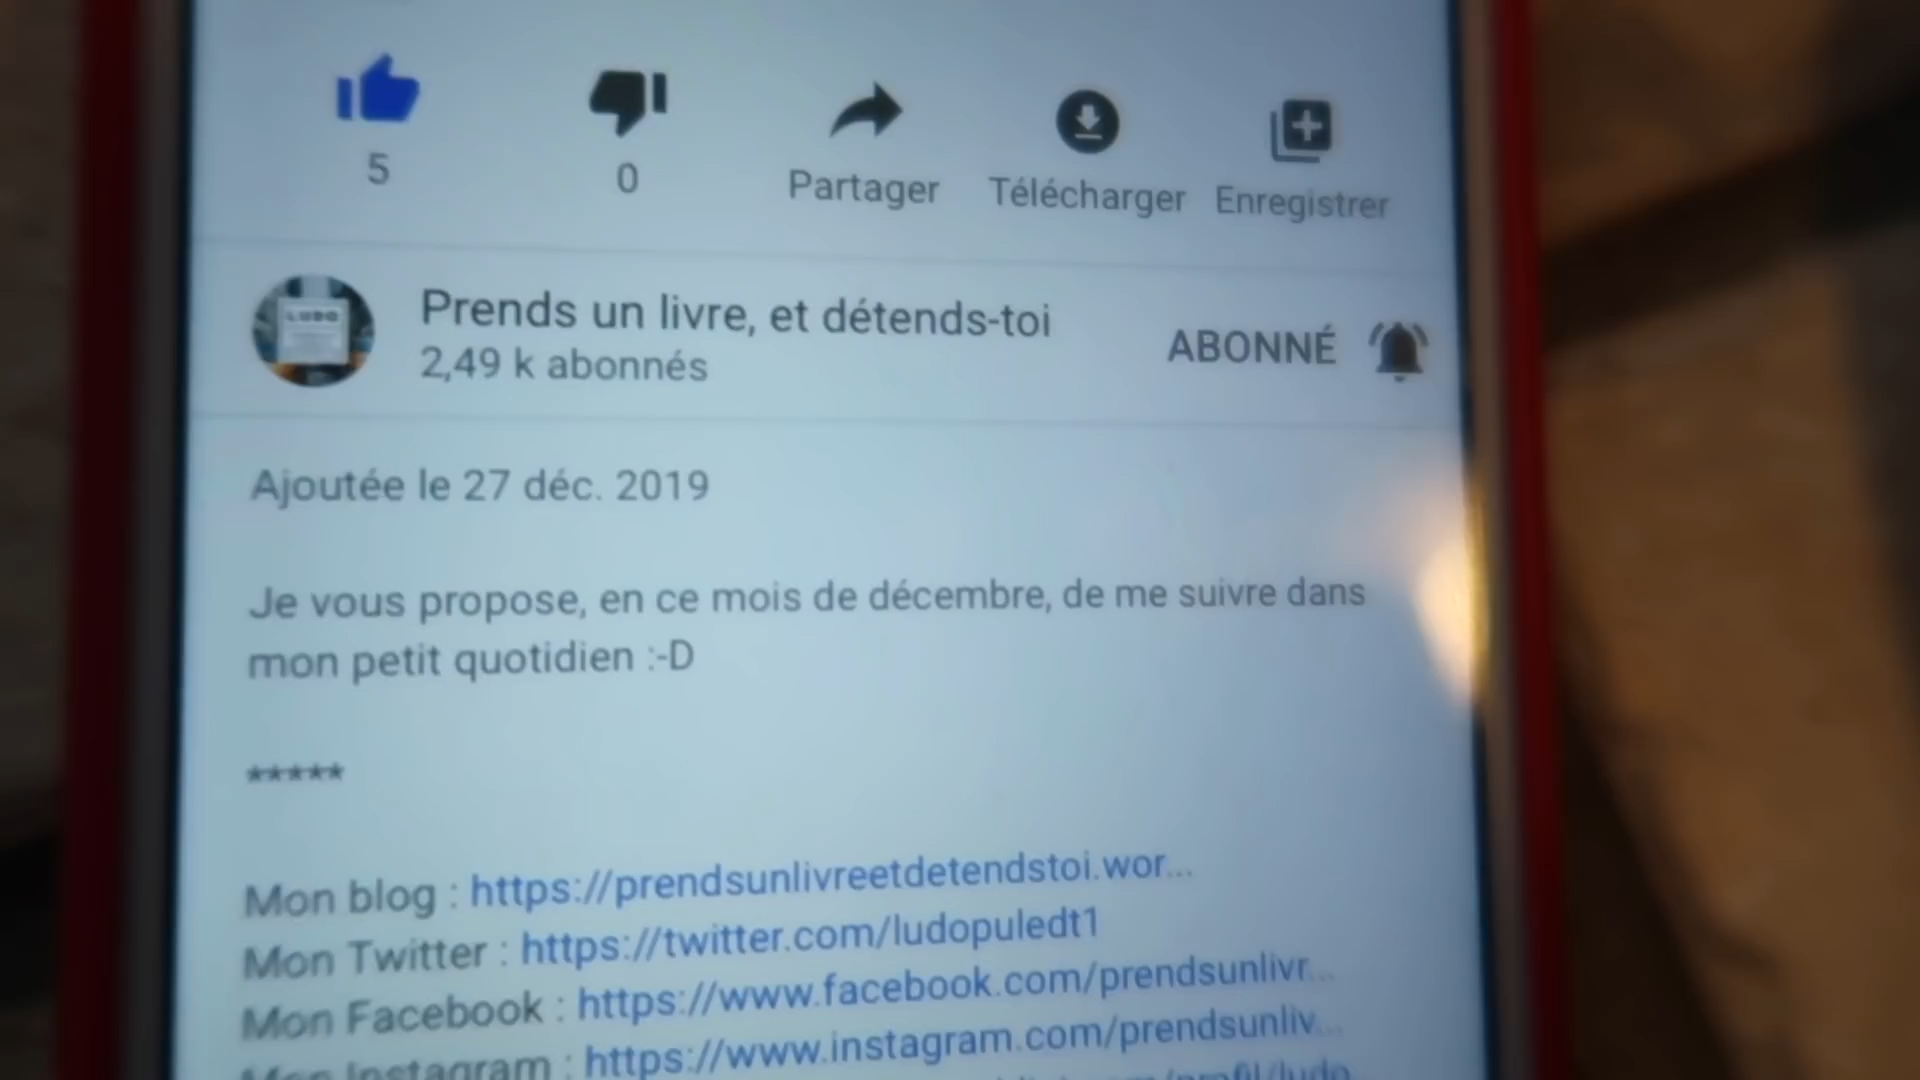 5
0
Partager
Télécharger
Enregistrer
LUDO
Prends un livre, et détends-toi
2,49 k abonnés
ABONNÉ
Ajoutée le 27 déc. 2019
Je vous propose, en ce mois de décembre, de me suivre dans
mon petit quotidien :-D
*****
Mon blog : https://prendsunlivreetdetendstoi.wor...
Mon Twitter : https://twitter.com/ludopuledt1
Mon Facebook : https://www.facebook.com/prendsunlivr...
Mon Instagram : https://www.instagram.com/prendsunliv...